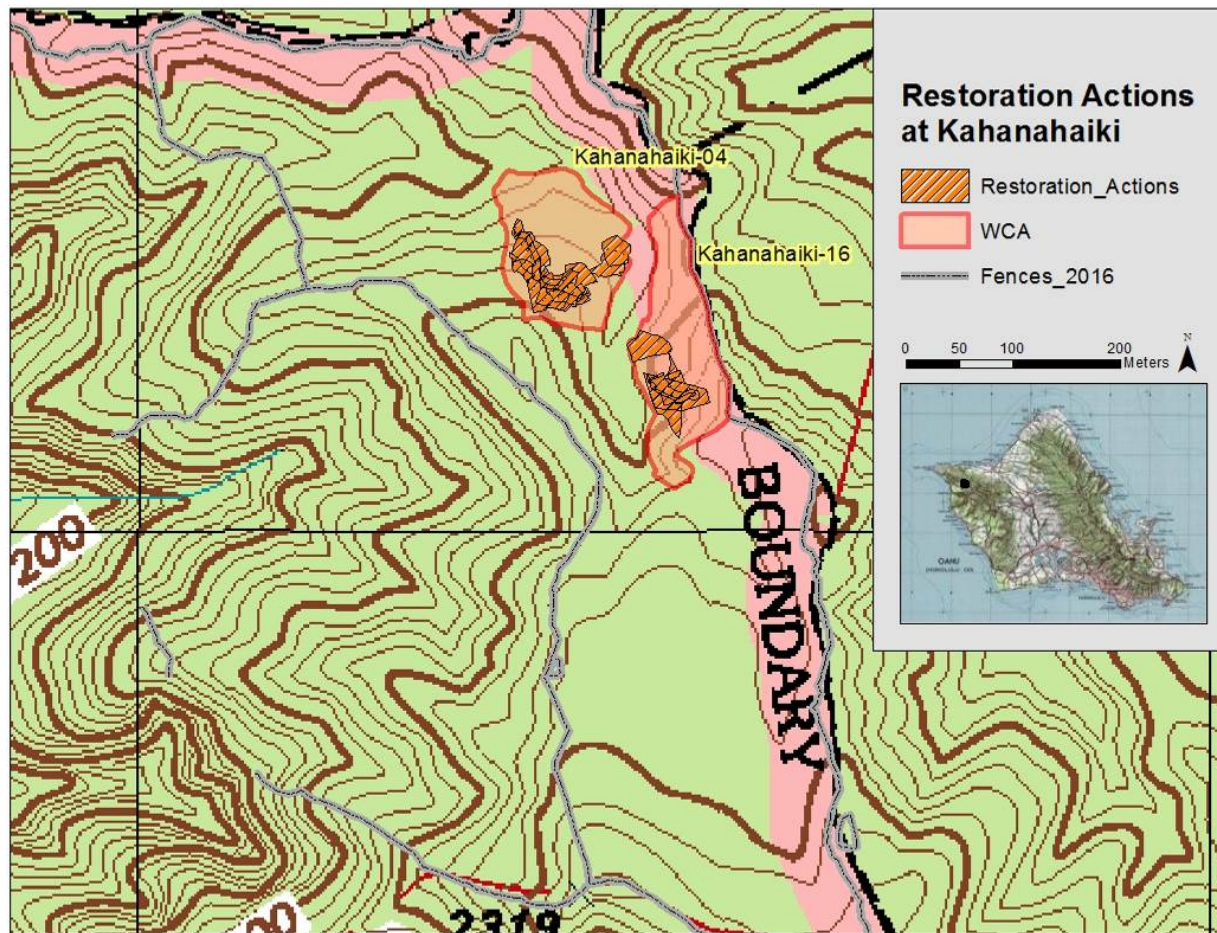 Restoration Actions
at Kahanahaiki
Restoration_Actions
WCA
Fences_2016
N
0 50 100 200
Meters
OAHU
Kahanahaiki-04
Kahanahaiki-16
BOUNDARY
200
2319